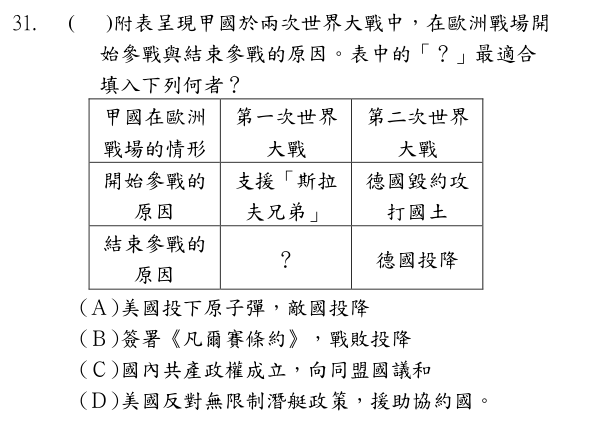 31. (　)附表呈現甲國於兩次世界大戰中，在歐洲戰場開
始參戰與結束參戰的原因。表中的「？」最適合
填入下列何者？
甲國在歐洲 第一次世界 第二次世界
戰場的情形 大戰 大戰
開始參戰的 支援「斯拉 德國毀約攻
原因 夫兄弟」 打國土
結束參戰的
原因 ？ 德國投降
(Ａ)美國投下原子彈，敵國投降
(Ｂ)簽署《凡爾賽條約》，戰敗投降
(Ｃ)國內共產政權成立，向同盟國議和
(Ｄ)美國反對無限制潛艇政策，援助協約國。